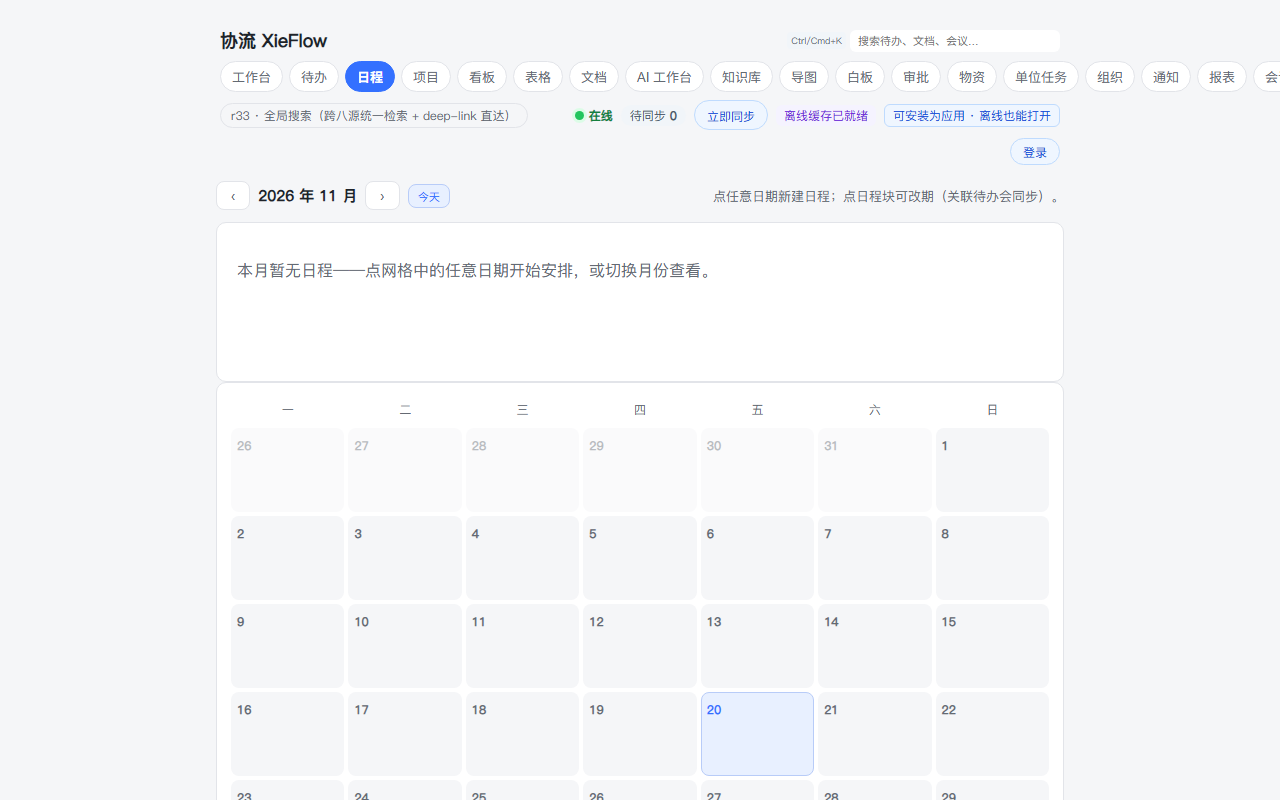 协流 XieFlow
Ctrl/Cmd+K 搜索待办、文档、会议...
工作台 待办 日程 项目 看板 表格 文档 AI 工作台 知识库 导图 白板 审批 物资 单位任务 组织 通知 报表 会
r33 · 全局搜索（跨八源统一检索 + deep-link 直达） 在线 待同步 0 立即同步 离线缓存已就绪 可安装为应用 · 离线也能打开
登录
‹ 2026 年 11 月 › 今天 点任意日期新建日程；点日程块可改期（关联待办会同步）。
本月暂无日程——点网格中的任意日期开始安排，或切换月份查看。
一 二 三 四 五 六 日
26 27 28 29 30 31 1
2 3 4 5 6 7 8
9 10 11 12 13 14 15
16 17 18 19 20 21 22
23 24 25 26 27 28 29